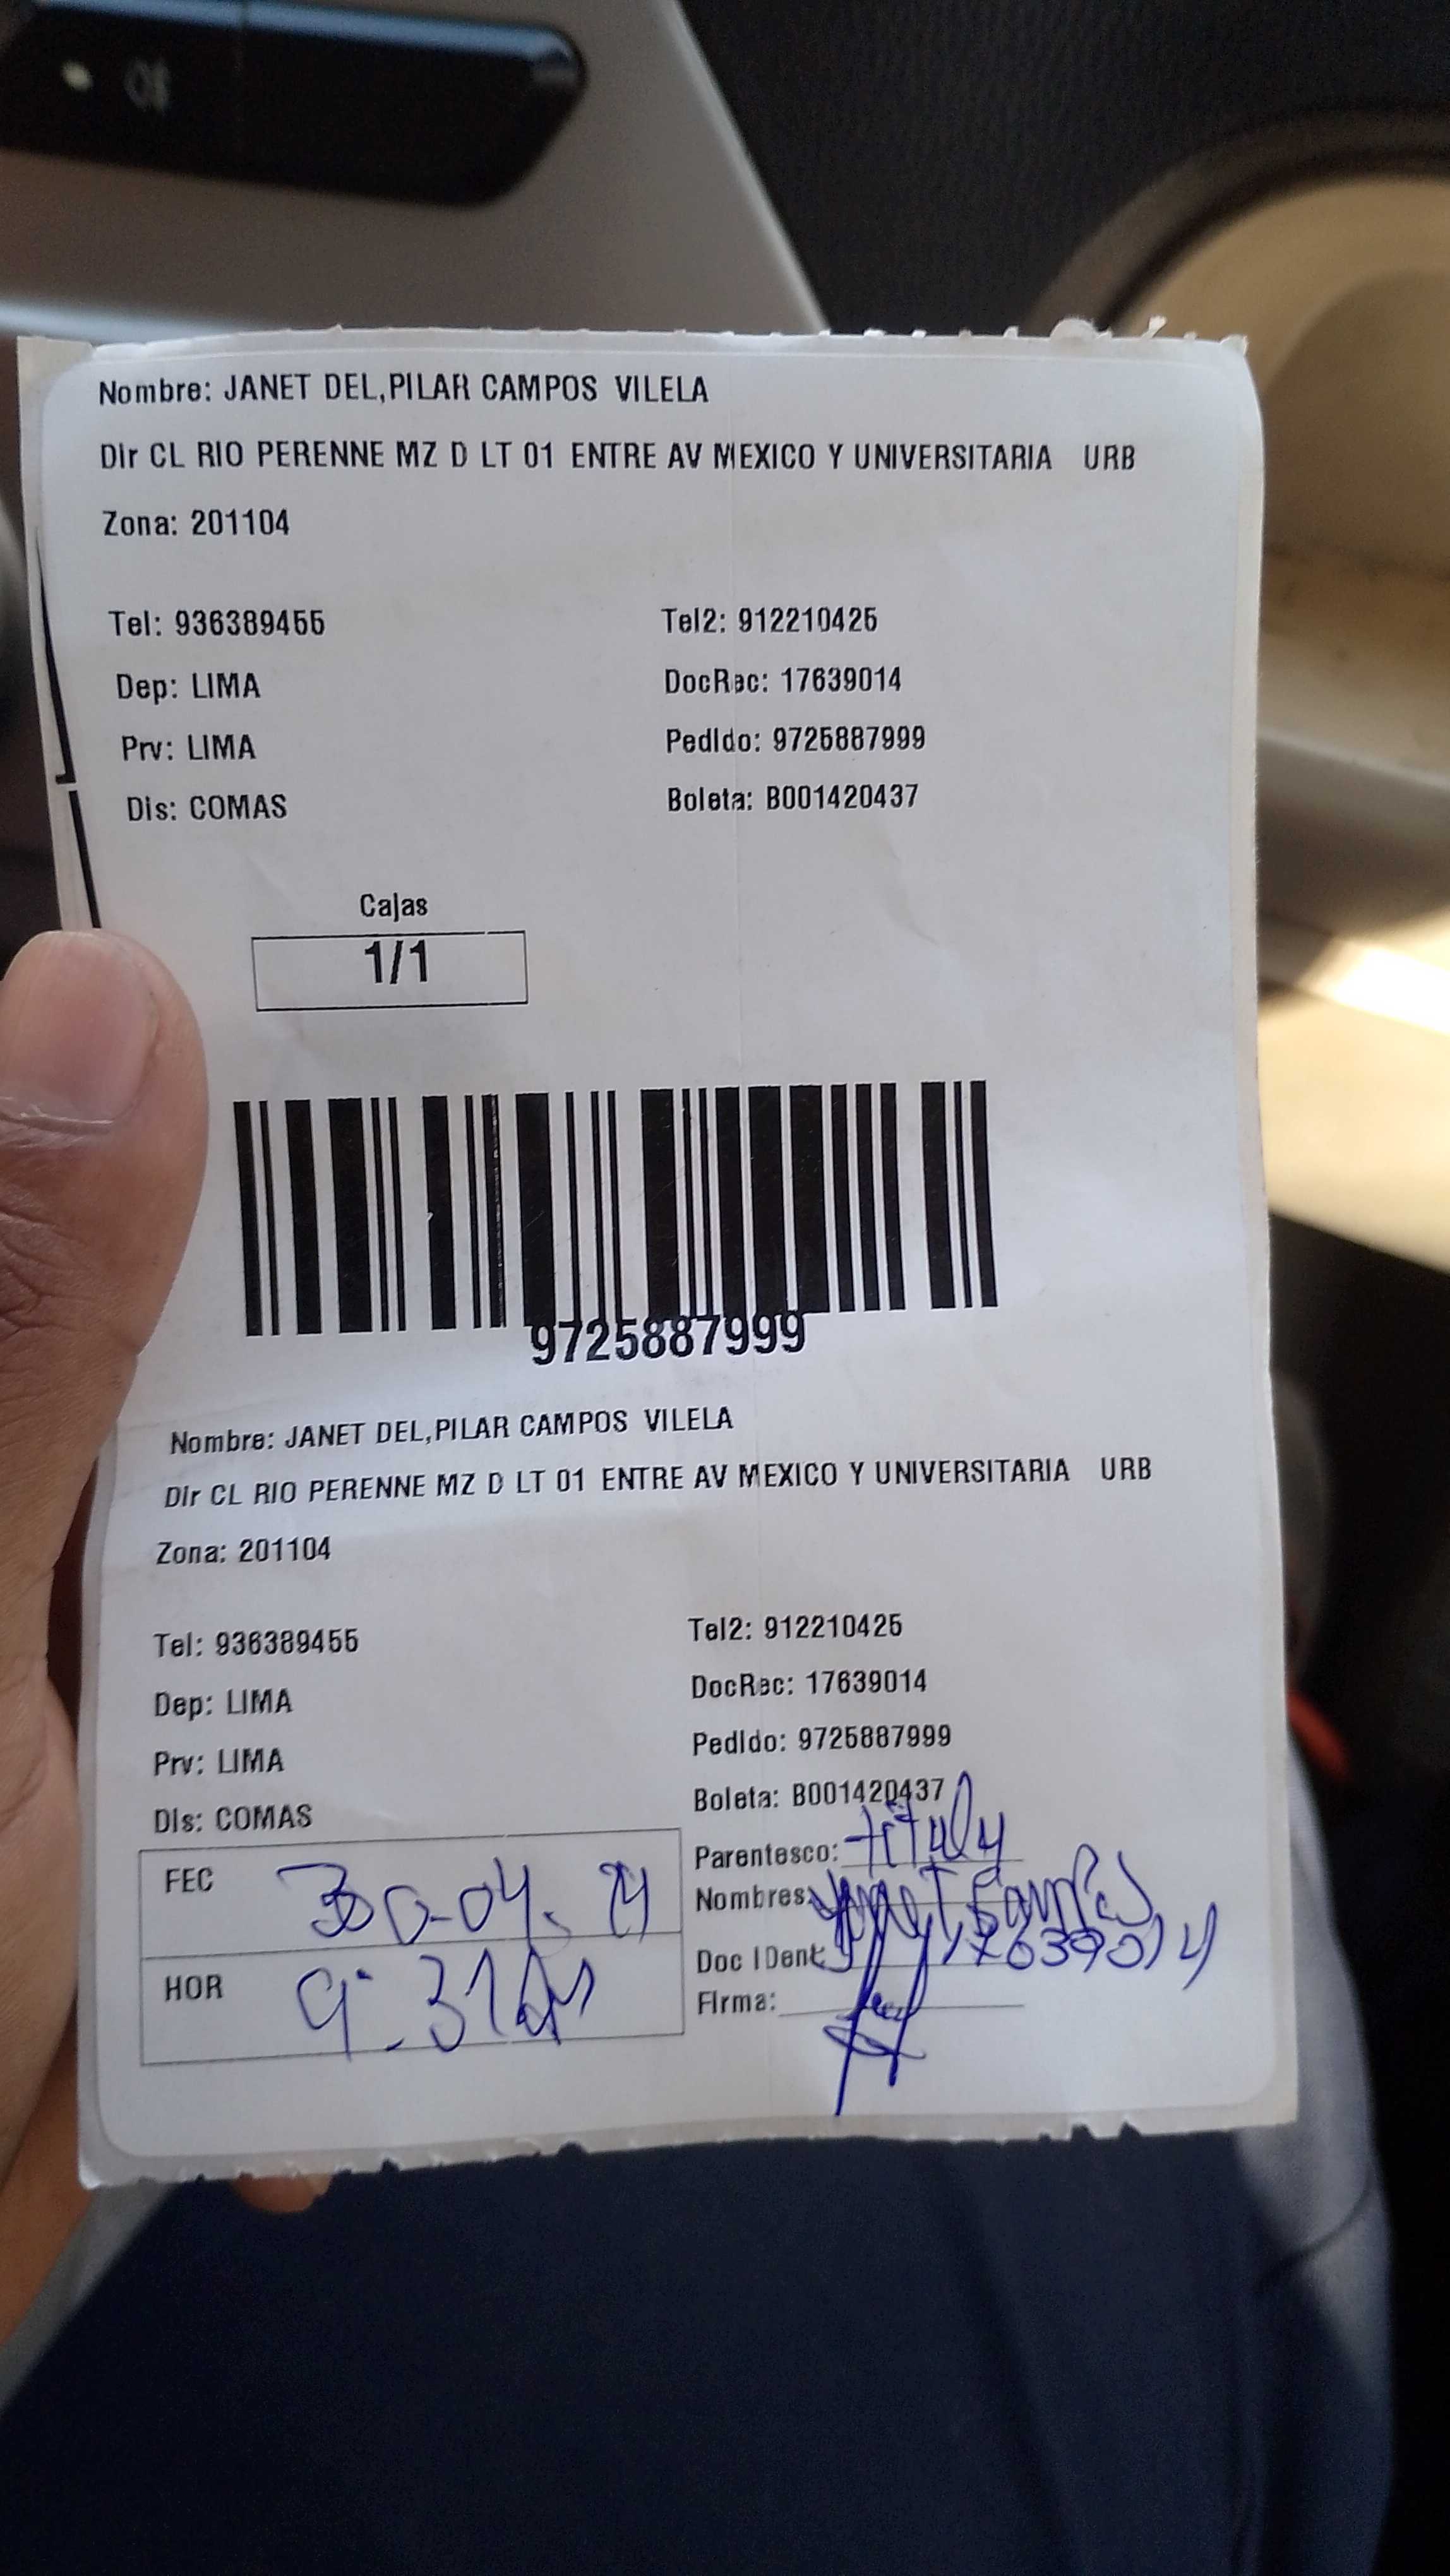 Nombre: JANET DEL,PILAR CAMPOS VILELA
Dir CL RIO PERENNE MZ D LT 01 ENTRE AV MEXICO Y UNIVERSITARIA URB
Zona: 201104
Tel: 936389455 Tel2: 912210425
Dep: LIMA DocRec: 17639014
Prv: LIMA Pedido: 9725887999
Dis: COMAS Boleta: B001420437
Cajas
1/1
9725887999
Nombre: JANET DEL,PILAR CAMPOS VILELA
Dir CL RIO PERENNE MZ D LT 01 ENTRE AV MEXICO Y UNIVERSITARIA URB
Zona: 201104
Tel: 936389455 Tel2: 912210425
Dep: LIMA DocRec: 17639014
Prv: LIMA Pedido: 9725887999
Dis: COMAS Boleta: B001420437
Parentesco:
FEC 30-04. Nombres:
Doc IDent: 17639014
HOR Firma: